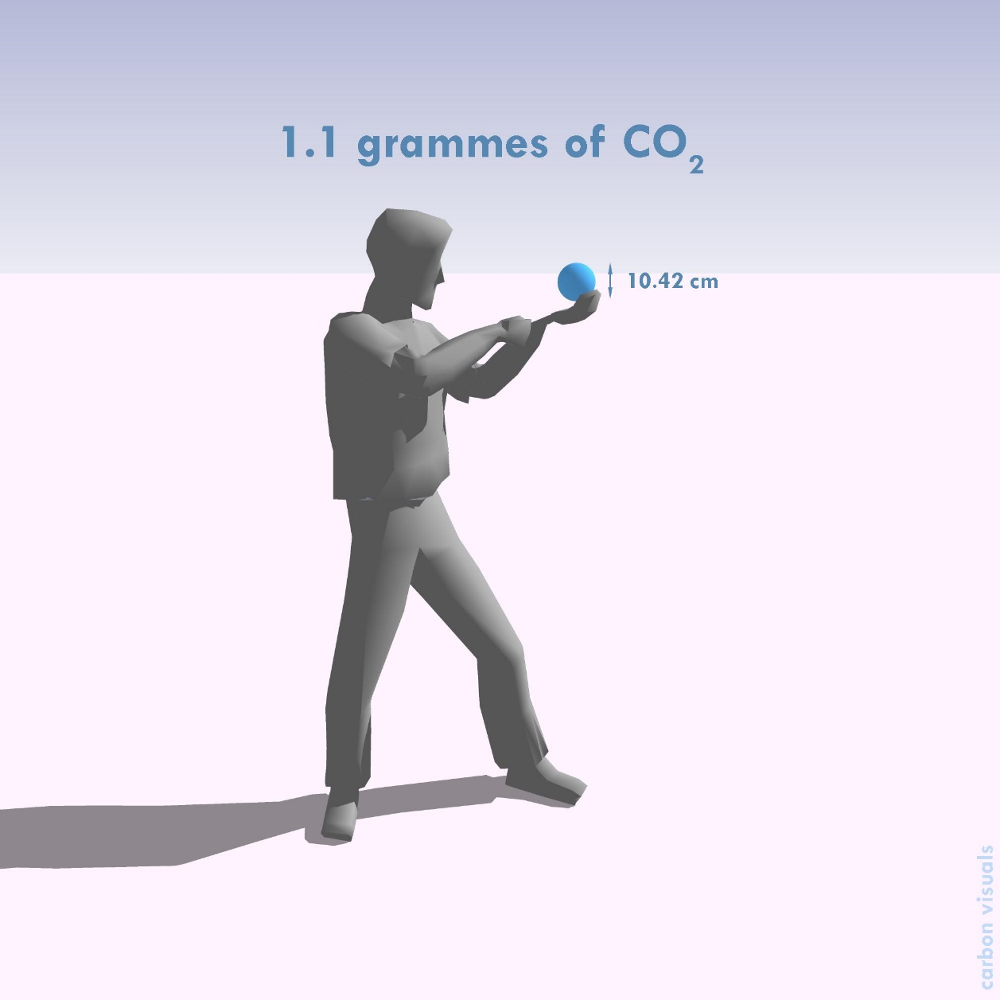 1.1 grammes of CO₂
10.42 cm
carbon visuals